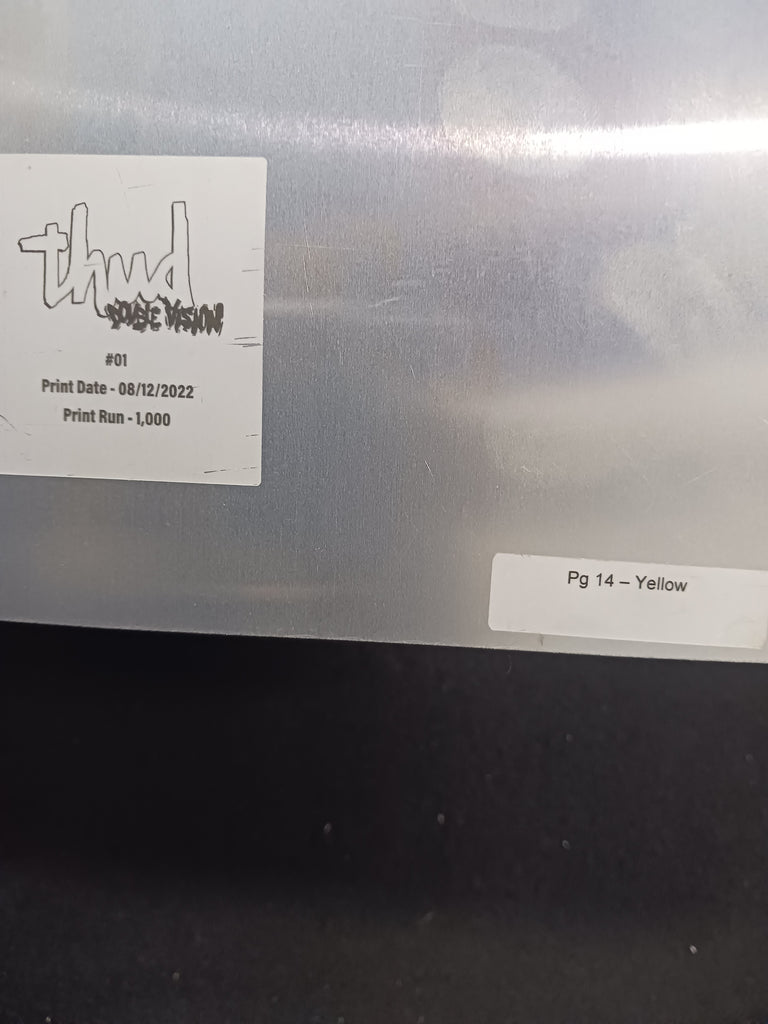 thud
DOUBLE VISION!
#01
Print Date - 08/12/2022
Print Run - 1,000
Pg 14 – Yellow